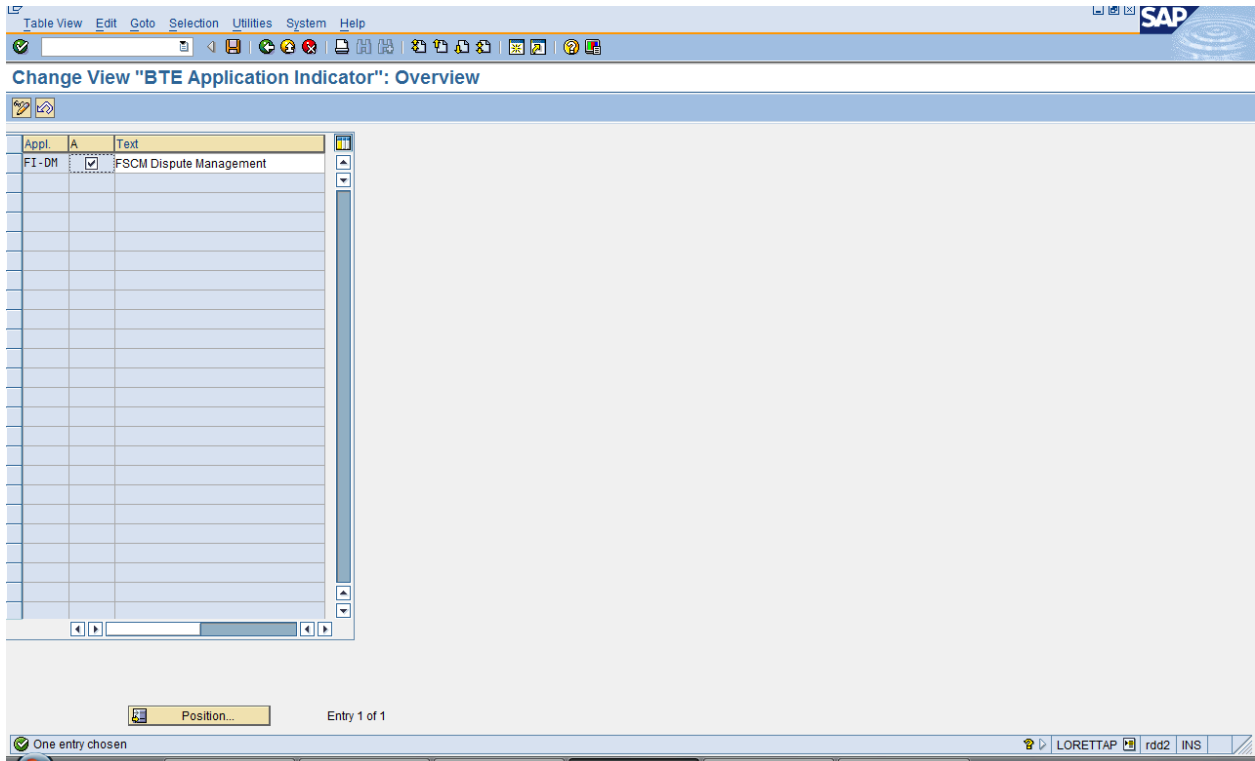 Table View Edit Goto Selection Utilities System Help
SAP
Change View "BTE Application Indicator": Overview
Appl. A Text
FI-DM FSCM Dispute Management
Position... Entry 1 of 1
One entry chosen LORETTAP rdd2 INS